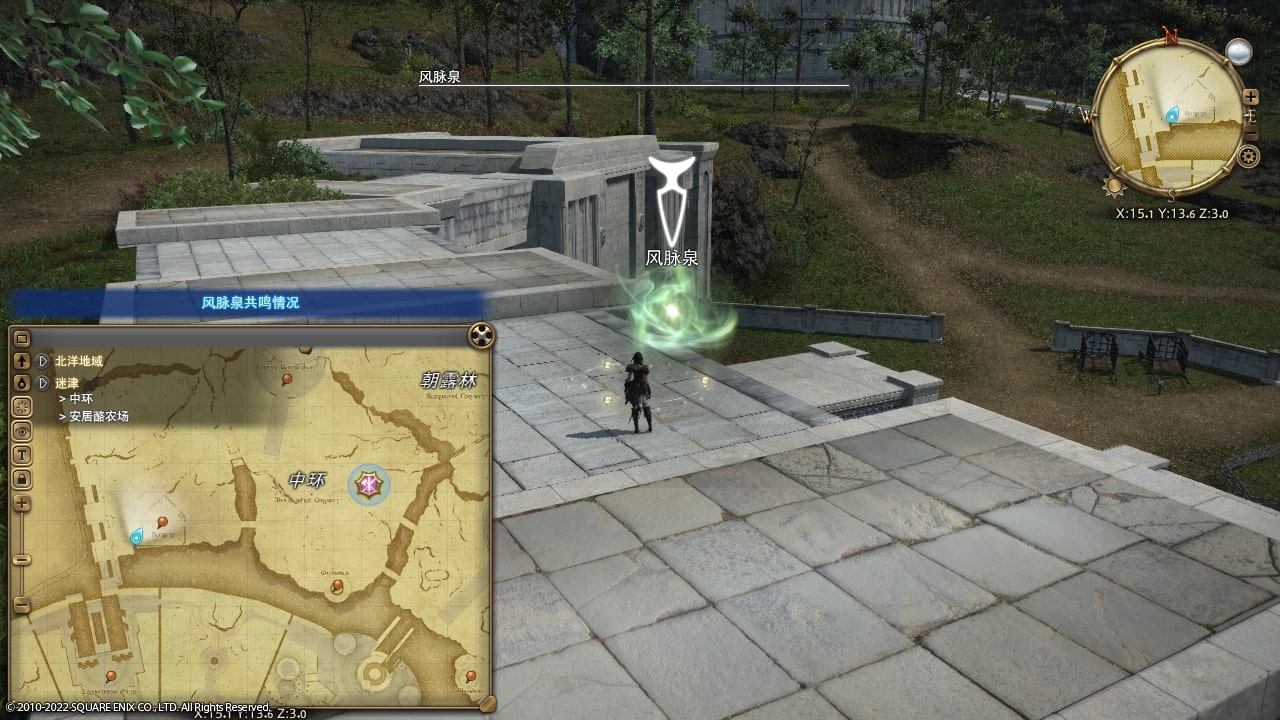 风脉泉
N
W
E
S
X:15.1 Y:13.6 Z:3.0
风脉泉
风脉泉共鸣情况
北洋地域
迷津
> 中环
> 安居酪农场
朝露林
中环
T
© 2010-2022 SQUARE ENIX CO., LTD. All Rights Reserved.
X:15.1 Y:13.6 Z:3.0